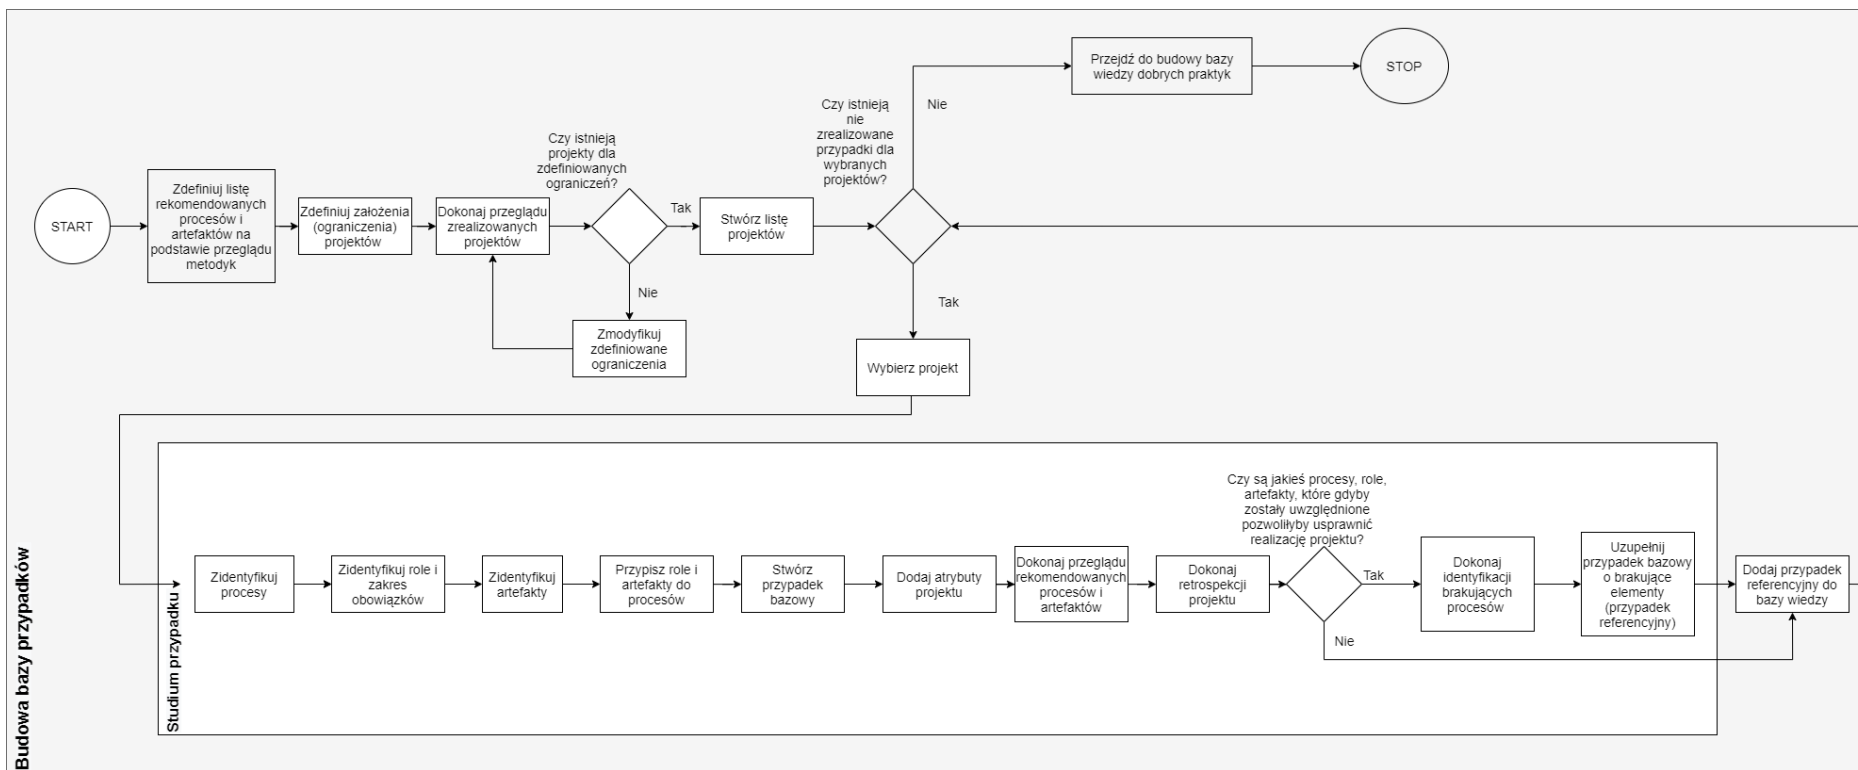 START
Zdefiniuj listę
rekomendowanych
procesów i
artefaktów na
podstawie przeglądu
metodyk
Zdefiniuj założenia
(ograniczenia)
projektów
Dokonaj przeglądu
zrealizowanych
projektów
Czy istnieją
projekty dla
zdefiniowanych
ograniczeń?
Tak
Nie
Zmodyfikuj
zdefiniowane
ograniczenia
Stwórz listę
projektów
Czy istnieją
nie
zrealizowane
przypadki dla
wybranych
projektów?
Nie
Przejdź do budowy bazy
wiedzy dobrych praktyk
STOP
Tak
Wybierz projekt
Budowa bazy przypadków
Studium przypadku
Zidentyfikuj
procesy
Zidentyfikuj role i
zakres
obowiązków
Zidentyfikuj
artefakty
Przypisz role i
artefakty do
procesów
Stwórz
przypadek
bazowy
Dodaj atrybuty
projektu
Dokonaj przeglądu
rekomendowanych
procesów i
artefaktów
Dokonaj
retrospekcji
projektu
Czy są jakieś procesy, role,
artefakty, które gdyby
zostały uwzględnione
pozwoliłyby usprawnić
realizację projektu?
Tak
Nie
Dokonaj
identyfikacji
brakujących
procesów
Uzupełnij
przypadek bazowy
o brakujące
elementy
(przypadek
referencyjny)
Dodaj przypadek
referencyjny do
bazy wiedzy